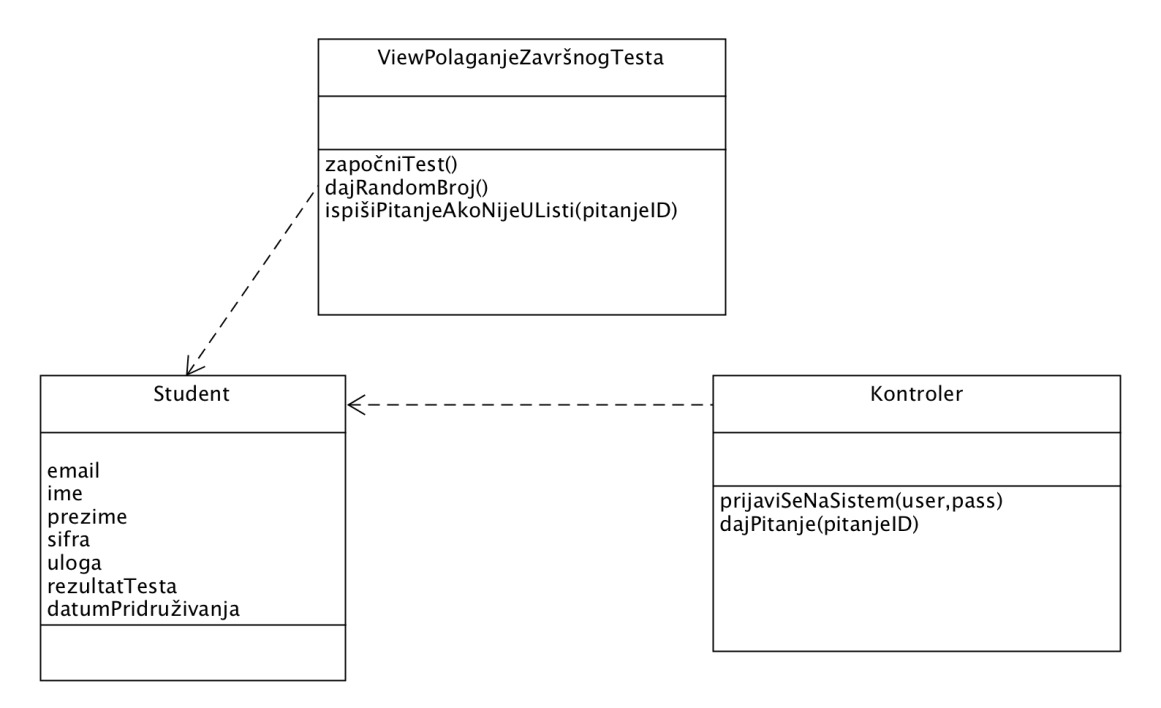 ViewPolaganjeZavršnogTesta
započniTest()
dajRandomBroj()
ispišiPitanjeAkoNijeUListi(pitanjeID)
Student
email
ime
prezime
sifra
uloga
rezultatTesta
datumPridruživanja
Kontroler
prijaviSeNaSistem(user,pass)
dajPitanje(pitanjeID)